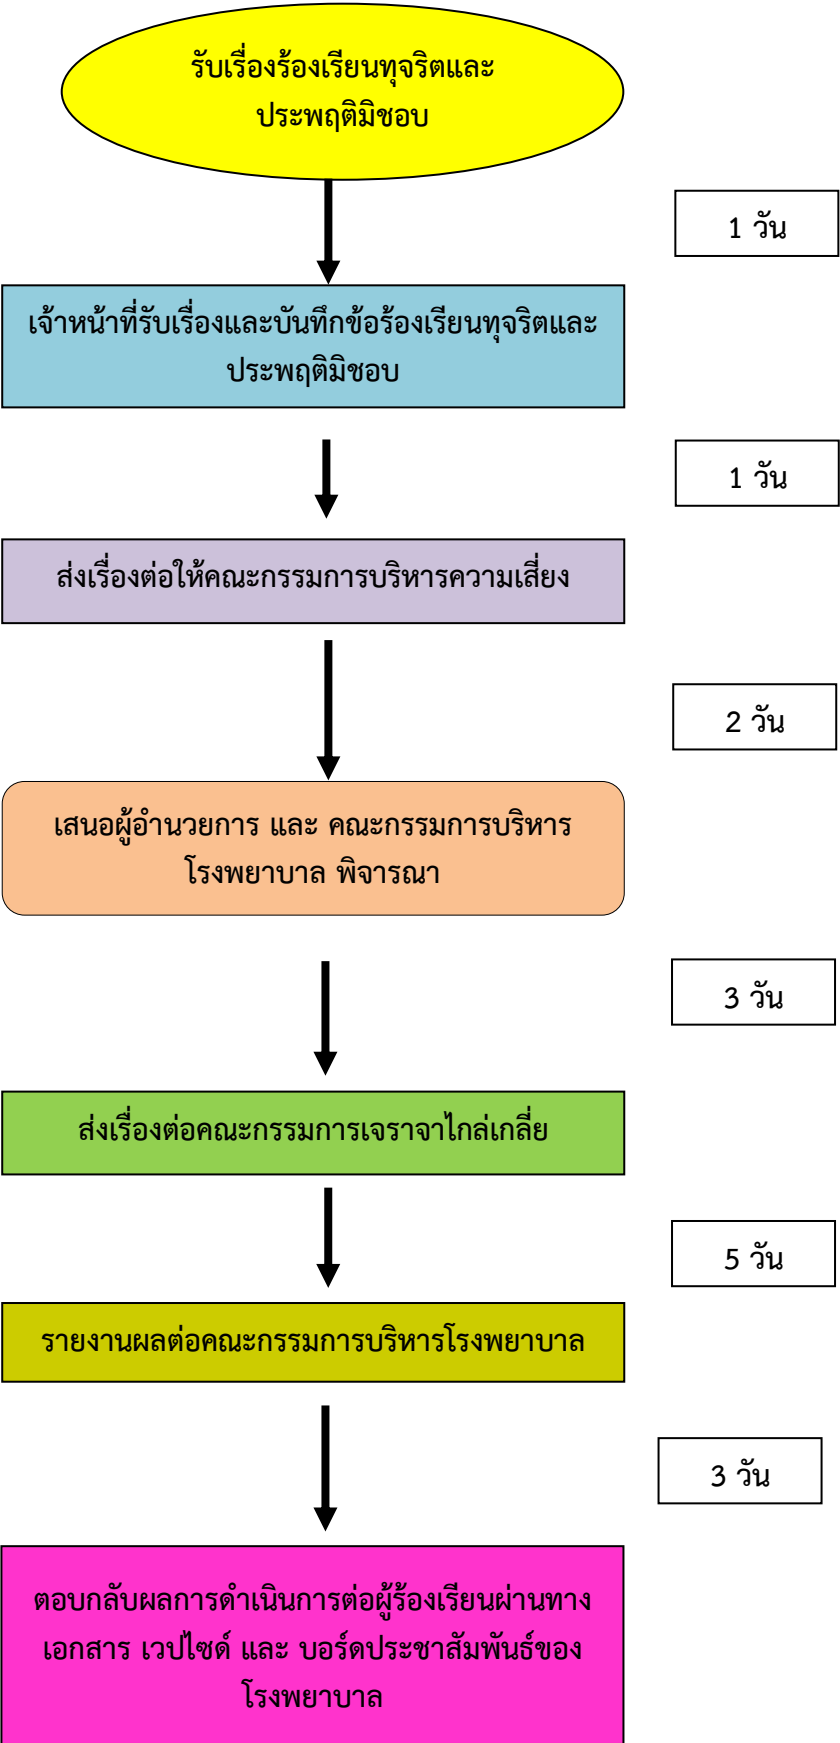 รับเรื่องร้องเรียนทุจริตและ
ประพฤติมิชอบ
1 วัน
เจ้าหน้าที่รับเรื่องและบันทึกข้อร้องเรียนทุจริตและ
ประพฤติมิชอบ
1 วัน
ส่งเรื่องต่อให้คณะกรรมการบริหารความเสี่ยง
2 วัน
เสนอผู้อำนวยการ และ คณะกรรมการบริหาร
โรงพยาบาล พิจารณา
3 วัน
ส่งเรื่องต่อคณะกรรมการเจราจาไกล่เกลี่ย
5 วัน
รายงานผลต่อคณะกรรมการบริหารโรงพยาบาล
3 วัน
ตอบกลับผลการดำเนินการต่อผู้ร้องเรียนผ่านทาง
เอกสาร เวปไซด์ และ บอร์ดประชาสัมพันธ์ของ
โรงพยาบาล